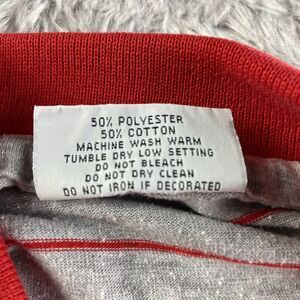 50% POLYESTER
50% COTTON
MACHINE WASH WARM
TUMBLE DRY LOW SETTING
DO NOT BLEACH
DO NOT DRY CLEAN
DO NOT IRON IF DECORATED